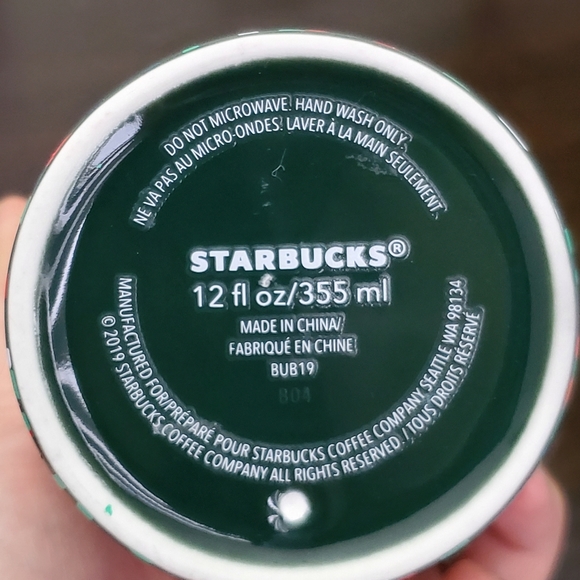 DO NOT MICROWAVE. HAND WASH ONLY.
NE VA PAS AU MICRO-ONDES. LAVER À LA MAIN SEULEMENT.
STARBUCKS®
12 fl oz/355 ml
MADE IN CHINA/
FABRIQUÉ EN CHINE
BUB19
804
MANUFACTURED FOR/PRÉPARÉ POUR STARBUCKS COFFEE COMPANY, SEATTLE WA 98134
© 2019 STARBUCKS COFFEE COMPANY ALL RIGHTS RESERVED. / TOUS DROITS RÉSERVÉ